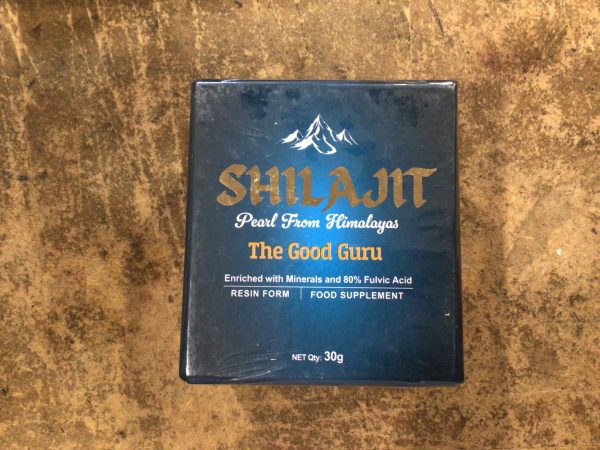 SHILAJIT
Pearl From Himalayas
The Good Guru
Enriched with Minerals and 80% Fulvic Acid
RESIN FORM | FOOD SUPPLEMENT
NET Qty: 30g